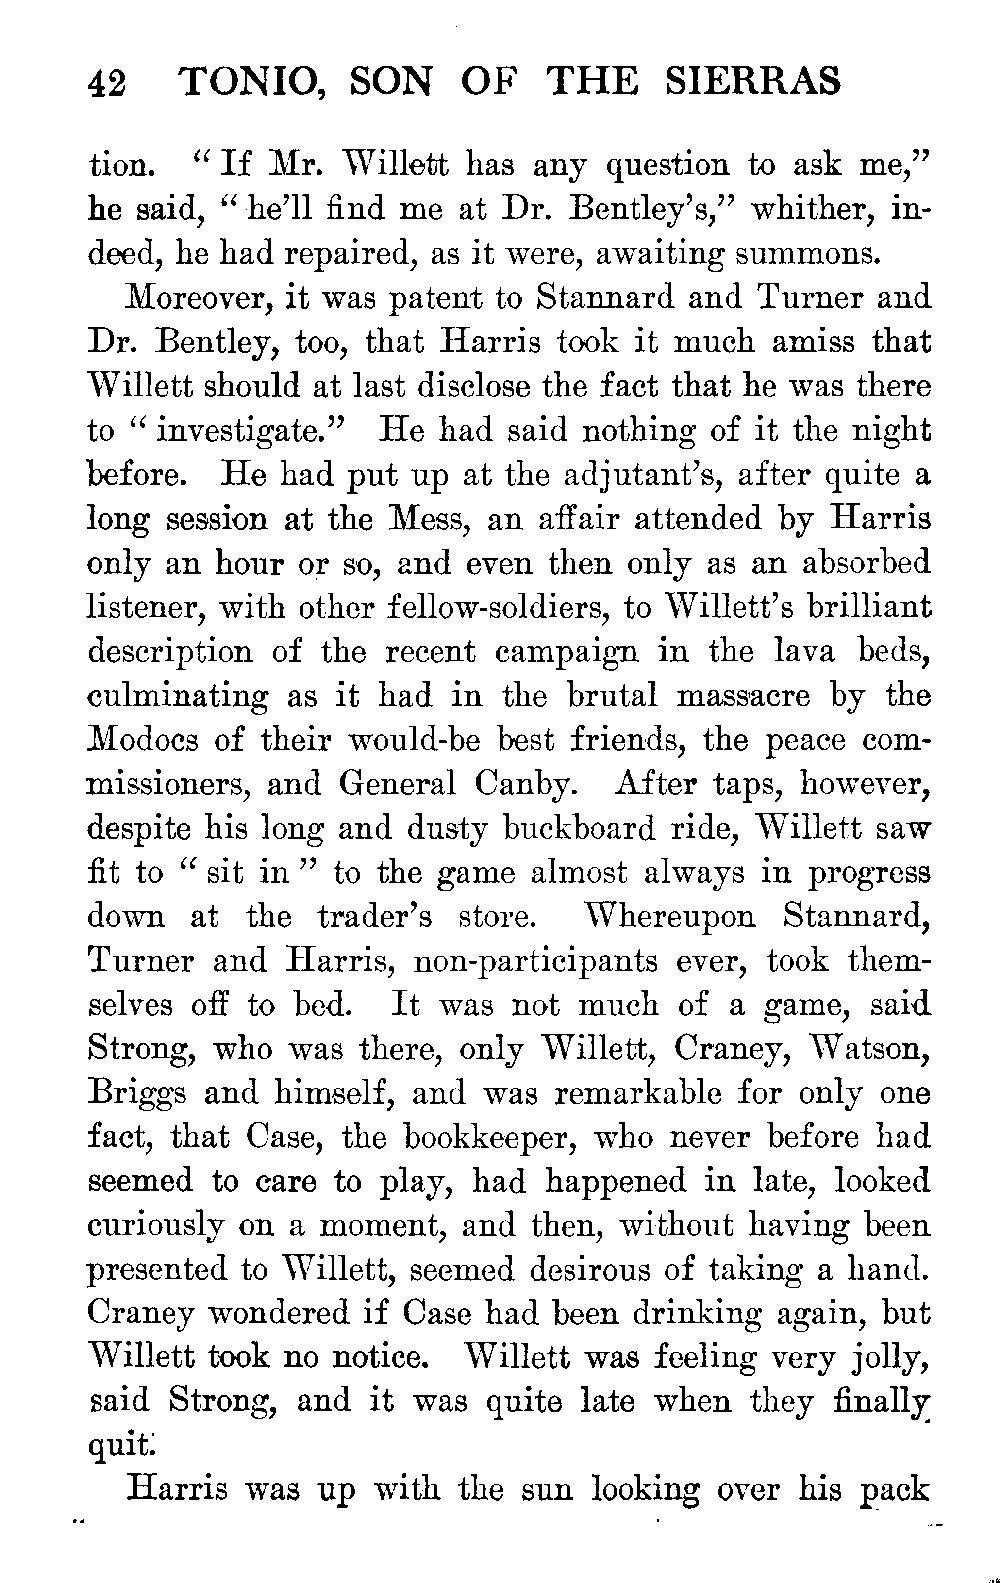 42 TONIO, SON OF THE SIERRAS
tion. “ If Mr. Willett has any question to ask me,”
he said, “ he’ll find me at Dr. Bentley’s,” whither, in-
deed, he had repaired, as it were, awaiting summons.
Moreover, it was patent to Stannard and Turner and
Dr. Bentley, too, that Harris took it much amiss that
Willett should at last disclose the fact that he was there
to “ investigate.” He had said nothing of it the night
before. He had put up at the adjutant’s, after quite a
long session at the Mess, an affair attended by Harris
only an hour or so, and even then only as an absorbed
listener, with other fellow-soldiers, to Willett’s brilliant
description of the recent campaign in the lava beds,
culminating as it had in the brutal massacre by the
Modocs of their would-be best friends, the peace com-
missioners, and General Canby. After taps, however,
despite his long and dusty buckboard ride, Willett saw
fit to “ sit in ” to the game almost always in progress
down at the trader’s store. Whereupon Stannard,
Turner and Harris, non-participants ever, took them-
selves off to bed. It was not much of a game, said
Strong, who was there, only Willett, Craney, Watson,
Briggs and himself, and was remarkable for only one
fact, that Case, the bookkeeper, who never before had
seemed to care to play, had happened in late, looked
curiously on a moment, and then, without having been
presented to Willett, seemed desirous of taking a hand.
Craney wondered if Case had been drinking again, but
Willett took no notice. Willett was feeling very jolly,
said Strong, and it was quite late when they finally
quit.
Harris was up with the sun looking over his pack